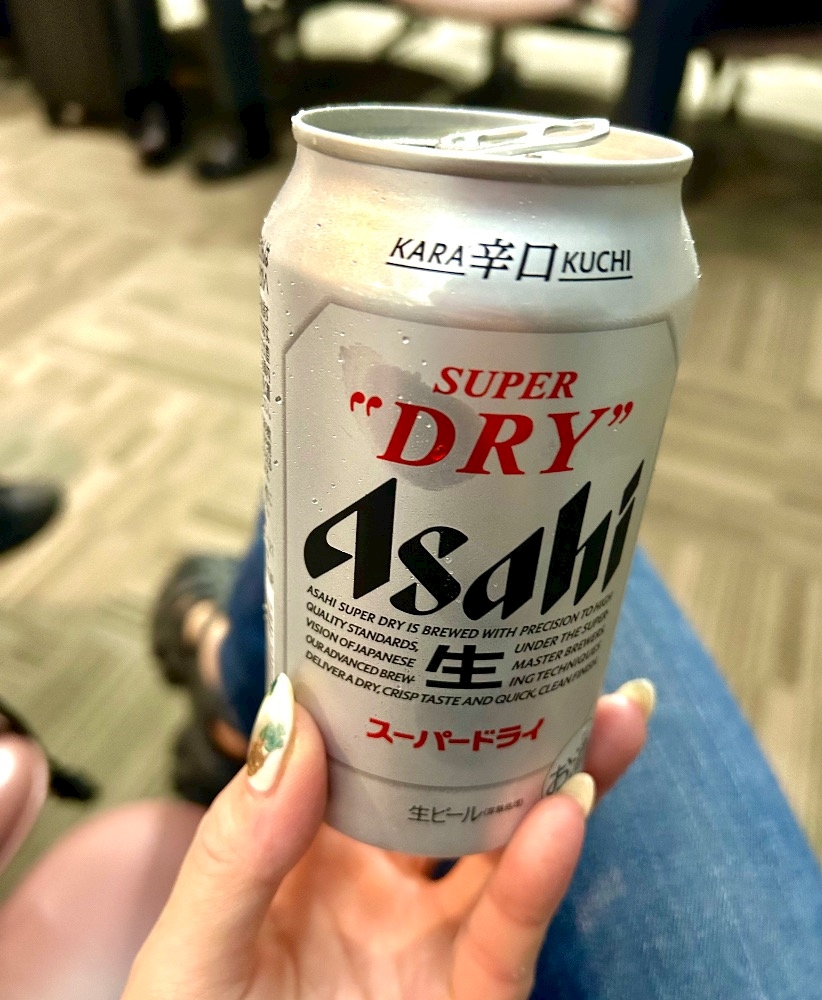 KARA辛口KUCHI
SUPER
"DRY"
Asahi
ASAHI SUPER DRY IS BREWED WITH PRECISION TO HIGH
QUALITY STANDARDS, UNDER THE SUPER-
VISION OF JAPANESE 生 MASTER BREWERS.
OUR ADVANCED BREW- ING TECHNIQUES
DELIVER A DRY, CRISP TASTE AND QUICK, CLEAN FINISH.
スーパードライ
生ビール